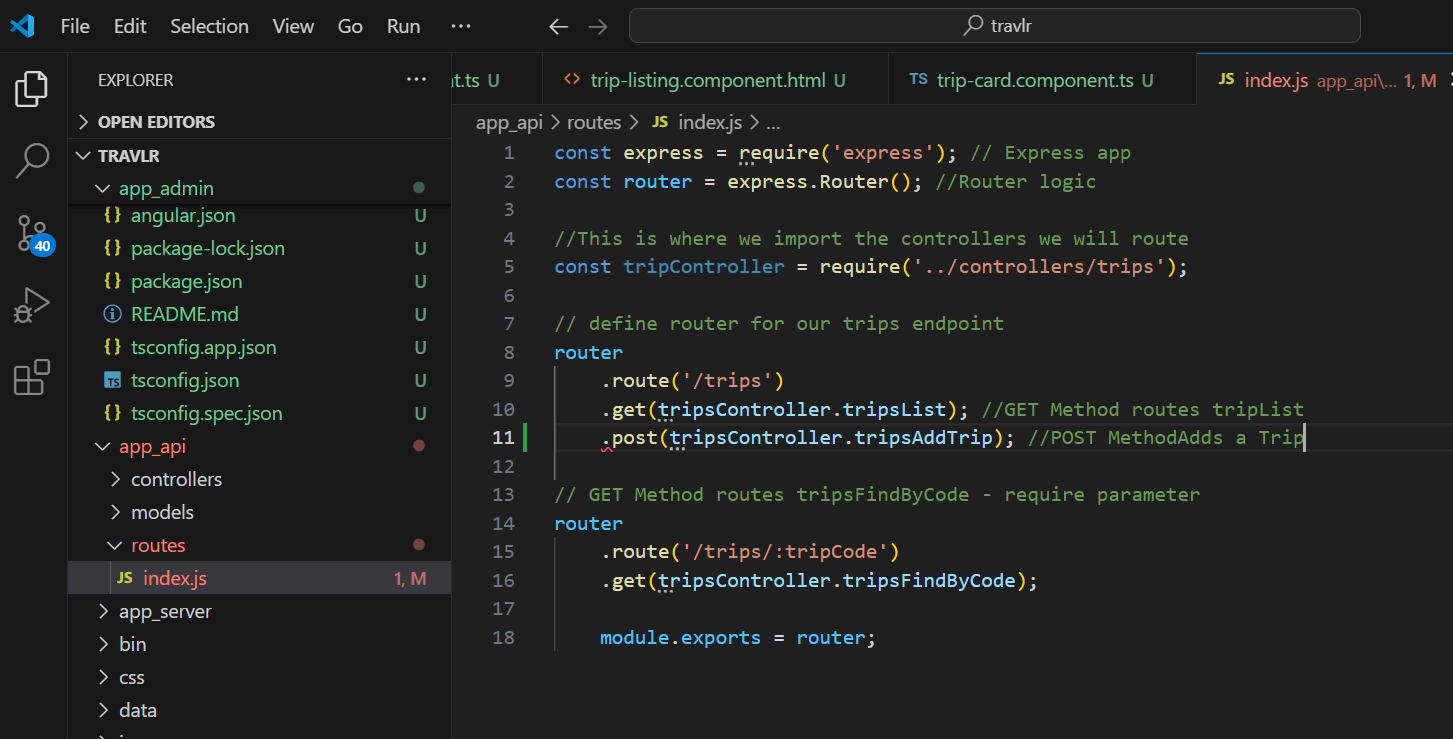 File Edit Selection View Go Run ··· travlr
EXPLORER ···
OPEN EDITORS
TRAVLR
app_admin
{} angular.json U
{} package-lock.json U
{} package.json U
README.md U
{} tsconfig.app.json U
TS tsconfig.json U
{} tsconfig.spec.json U
app_api
controllers
models
routes
JS index.js 1, M
app_server
bin
css
data
40
t.ts U <> trip-listing.component.html U TS trip-card.component.ts U JS index.js app_api\... 1, M
app_api > routes > JS index.js > ...
1 const express = require('express'); // Express app
2 const router = express.Router(); //Router logic
3
4 //This is where we import the controllers we will route
5 const tripController = require('../controllers/trips');
6
7 // define router for our trips endpoint
8 router
9 .route('/trips')
10 .get(tripsController.tripsList); //GET Method routes tripList
11 .post(tripsController.tripsAddTrip); //POST MethodAdds a Trip
12
13 // GET Method routes tripsFindByCode - require parameter
14 router
15 .route('/trips/:tripCode')
16 .get(tripsController.tripsFindByCode);
17
18 module.exports = router;